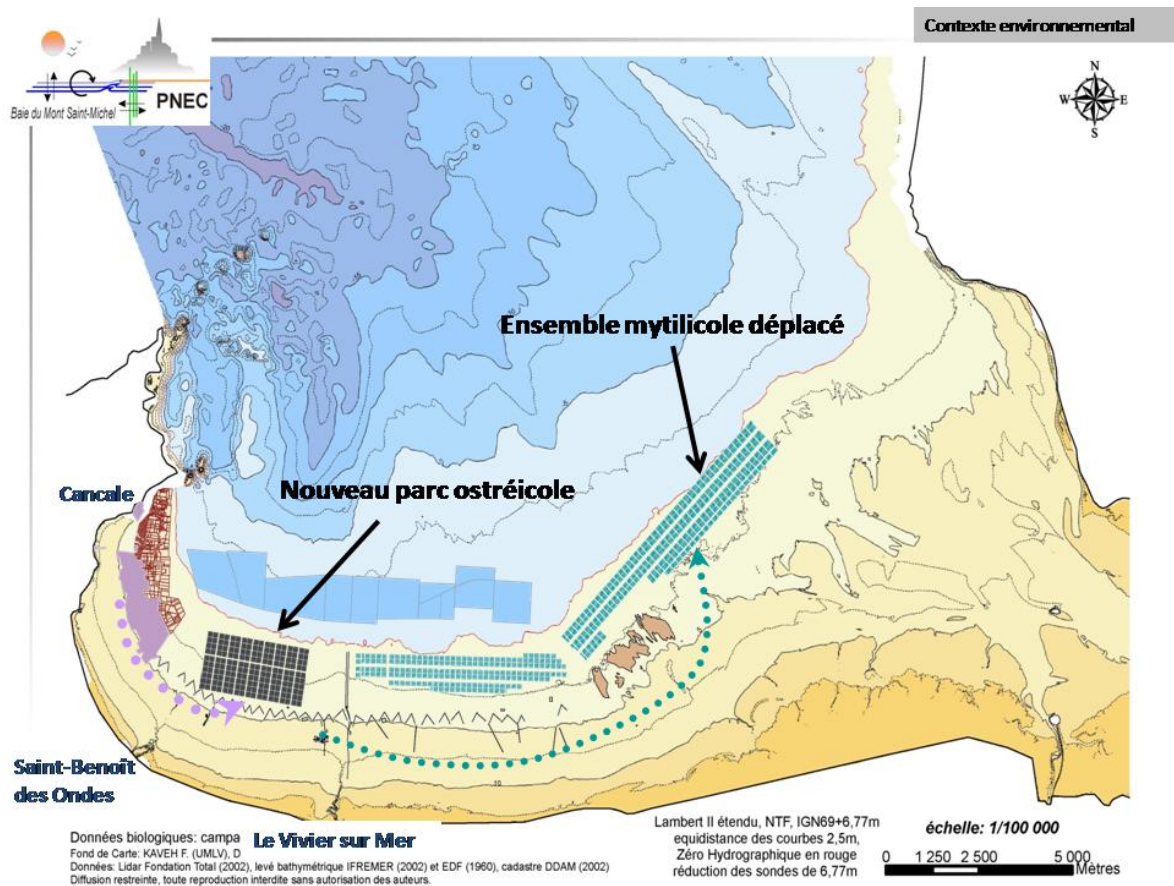 Contexte environnemental
Baie du Mont Saint-Michel
PNEC
N
W E
S
Ensemble mytilicole déplacé
Nouveau parc ostréicole
Cancale
Saint-Benoît
des Ondes
Le Vivier sur Mer
Données biologiques: campa
Fond de Carte: KAVEH F. (UMLV), D
Données: Lidar Fondation Total (2002), levé bathymétrique IFREMER (2002) et EDF (1960), cadastre DDAM (2002)
Diffusion restreinte, toute reproduction interdite sans autorisation des auteurs.
Lambert II étendu, NTF, IGN69+6,77m
equidistance des courbes 2,5m,
Zéro Hydrographique en rouge
réduction des sondes de 6,77m
échelle: 1/100 000
0 1 250 2 500 5 000
Mètres